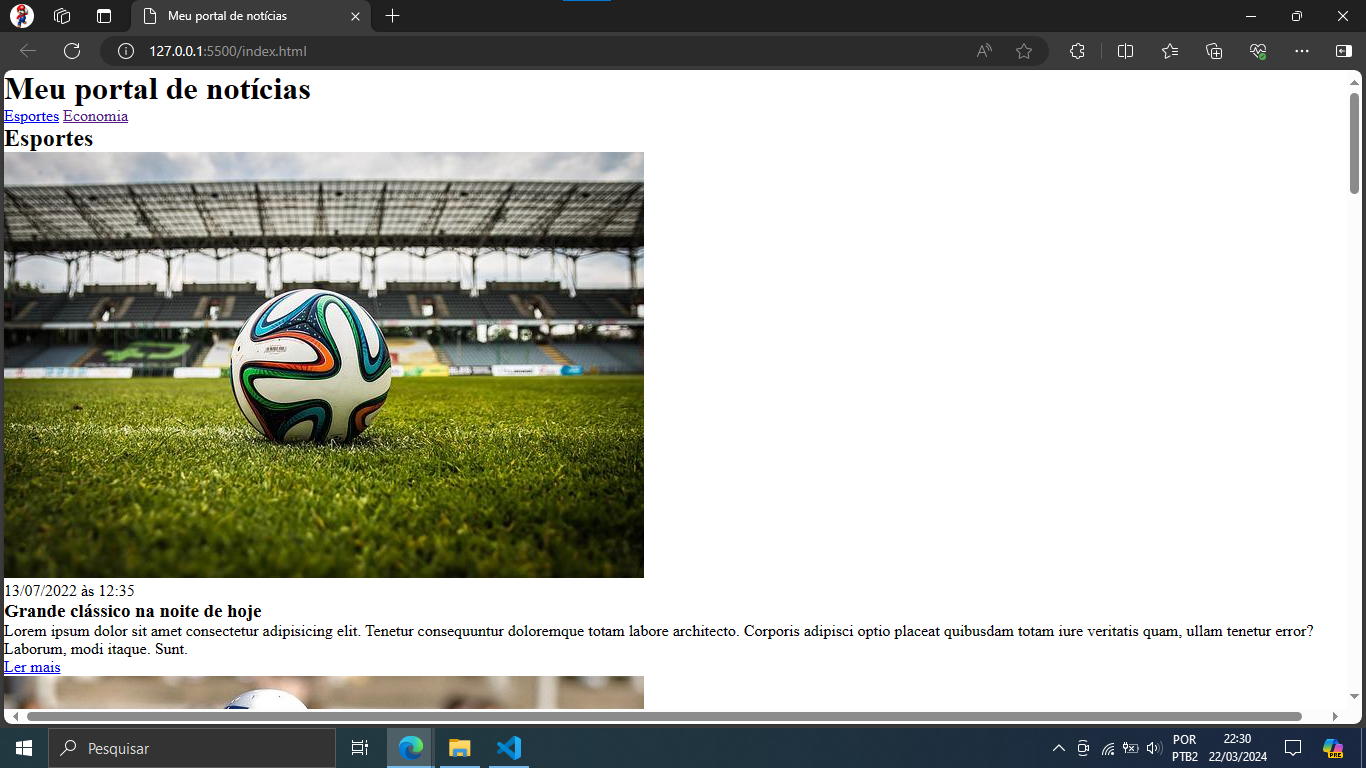 Meu portal de notícias
127.0.0.1:5500/index.html
Meu portal de notícias
Esportes Economia
Esportes
13/07/2022 às 12:35
Grande clássico na noite de hoje
Lorem ipsum dolor sit amet consectetur adipisicing elit. Tenetur consequuntur doloremque totam labore architecto. Corporis adipisci optio placeat quibusdam totam iure veritatis quam, ullam tenetur error?
Laborum, modi itaque. Sunt.
Ler mais
Pesquisar
POR
PTB2
22:30
22/03/2024
PRE